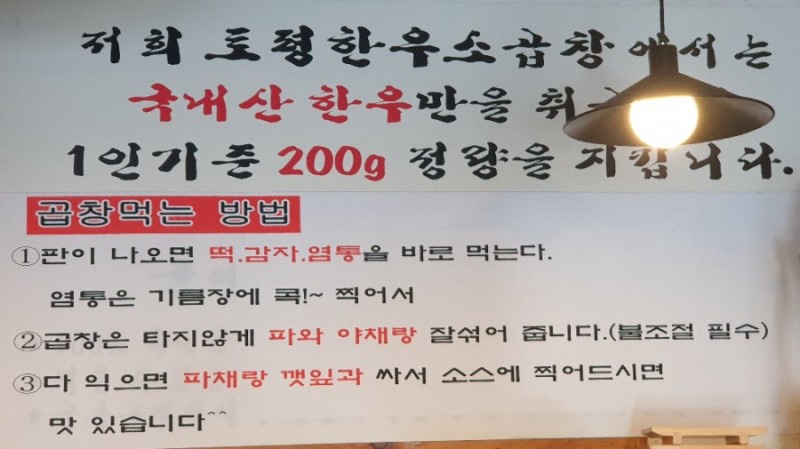 저희 토평한우소곱창에서는
국내산 한우만을 취
1인기준 200g 정량을 지킵니다.
곱창먹는 방법
①판이 나오면 떡.감자.염통을 바로 먹는다.
염통은 기름장에 콕!~ 찍어서
②곱창은 타지않게 파와 야채랑 잘섞어 줍니다.(불조절 필수)
③다 익으면 파채랑 깻잎과 싸서 소스에 찍어드시면
맛 있습니다^^